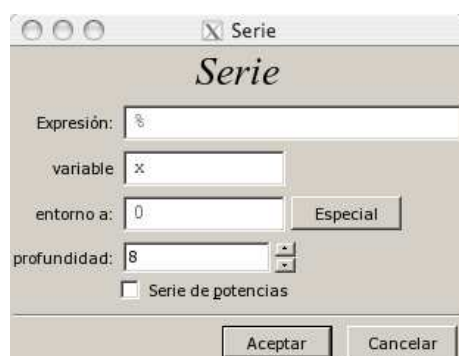 Serie
Serie
Expresión: %
variable x
entorno a: 0 Especial
profundidad: 8
Serie de potencias
Aceptar Cancelar